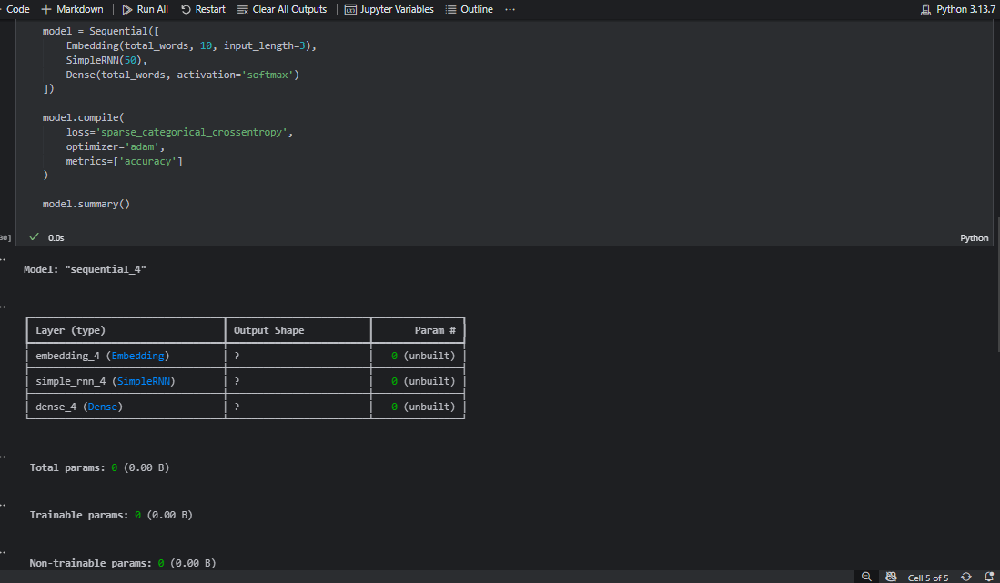 Code + Markdown | Run All Restart Clear All Outputs | Jupyter Variables Outline ··· Python 3.13.7
model = Sequential([
    Embedding(total_words, 10, input_length=3),
    SimpleRNN(50),
    Dense(total_words, activation='softmax')
])
model.compile(
    loss='sparse_categorical_crossentropy',
    optimizer='adam',
    metrics=['accuracy']
)
model.summary()
0.0s Python
Model: "sequential_4"
Layer (type) Output Shape Param #
embedding_4 (Embedding) ? 0 (unbuilt)
simple_rnn_4 (SimpleRNN) ? 0 (unbuilt)
dense_4 (Dense) ? 0 (unbuilt)
Total params: 0 (0.00 B)
Trainable params: 0 (0.00 B)
Non-trainable params: 0 (0.00 B)
Cell 5 of 5